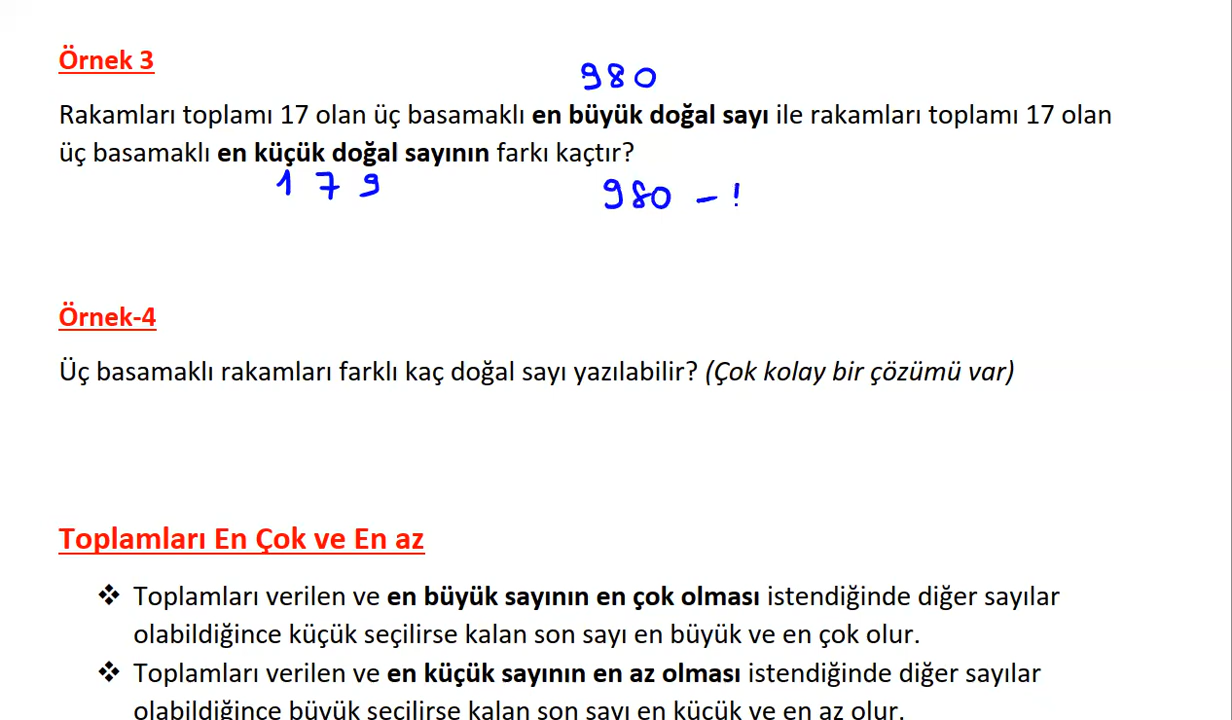 Örnek 3
980
Rakamları toplamı 17 olan üç basamaklı en büyük doğal sayı ile rakamları toplamı 17 olan
üç basamaklı en küçük doğal sayının farkı kaçtır?
179
980 -
Örnek-4
Üç basamaklı rakamları farklı kaç doğal sayı yazılabilir? (Çok kolay bir çözümü var)
Toplamları En Çok ve En az
❖ Toplamları verilen ve en büyük sayının en çok olması istendiğinde diğer sayılar
olabildiğince küçük seçilirse kalan son sayı en büyük ve en çok olur.
❖ Toplamları verilen ve en küçük sayının en az olması istendiğinde diğer sayılar
olabildiğince büyük seçilirse kalan son sayı en küçük ve en az olur.